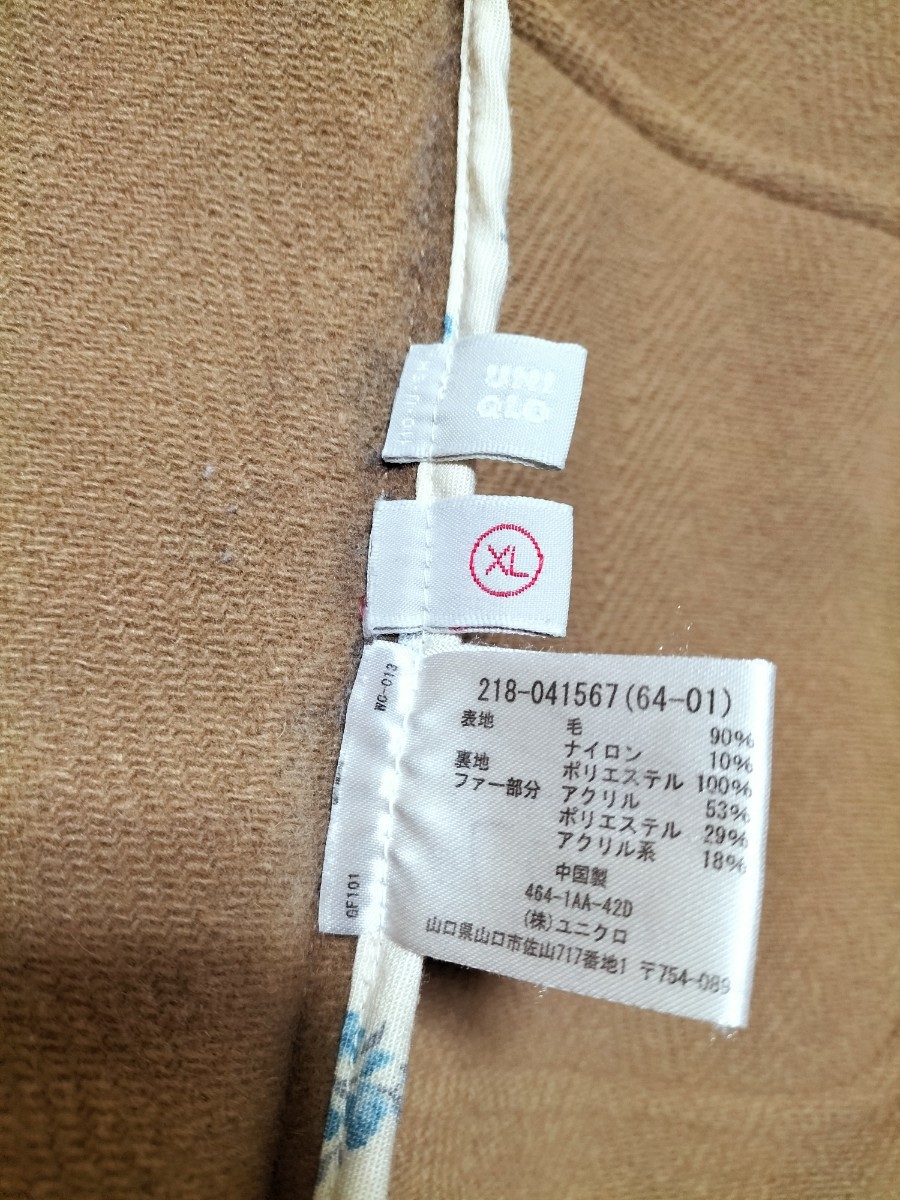 UNI
QLO
XL
WC-013
GF101
218-041567(64-01)
表地 毛 90%
ナイロン 10%
裏地 ポリエステル 100%
ファー部分 アクリル 53%
ポリエステル 29%
アクリル系 18%
中国製
464-1AA-42D
(株)ユニクロ
山口県山口市佐山717番地1 〒754-089